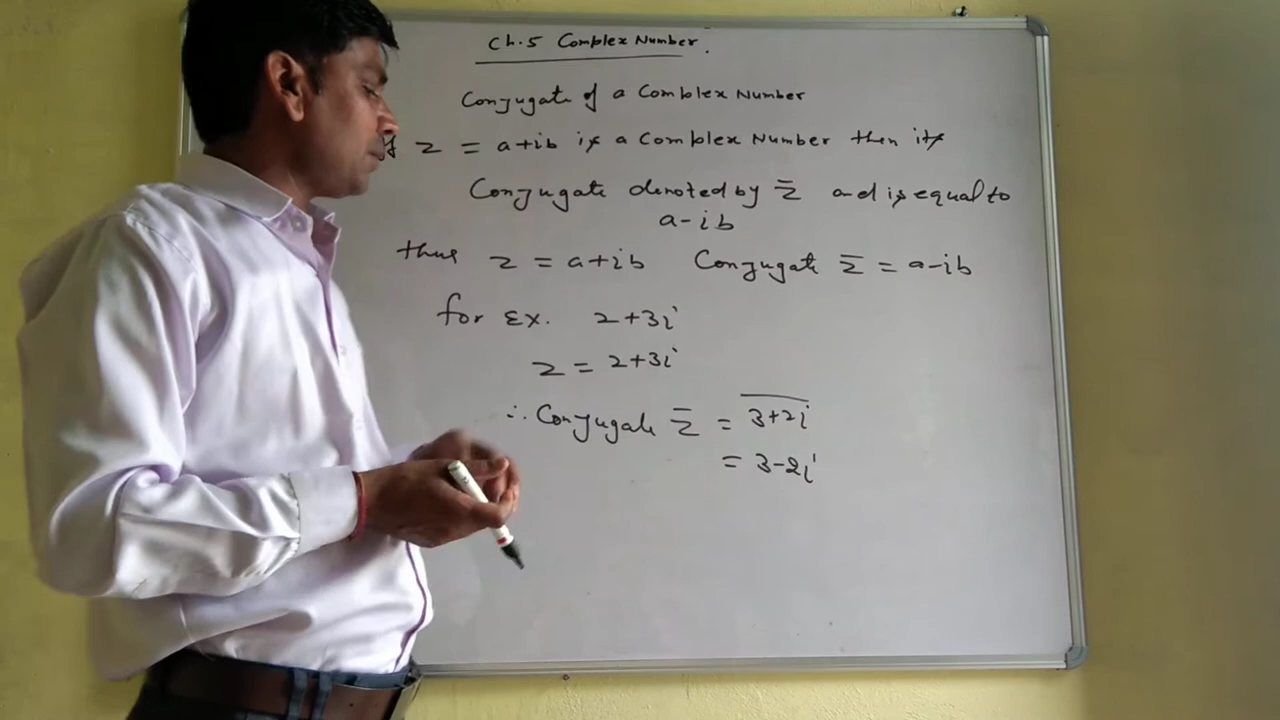 Ch.5 Complex Number.
Conjugate of a Complex Number
If z = a+ib is a Complex Number then its
Conjugate denoted by z̅ and is equal to
a-ib
thus z = a+ib Conjugate z̅ = a-ib
for Ex. 2+3i
z = 2+3i
∴ Conjugate z̅ = \overline{3+2i}
= 3-2i